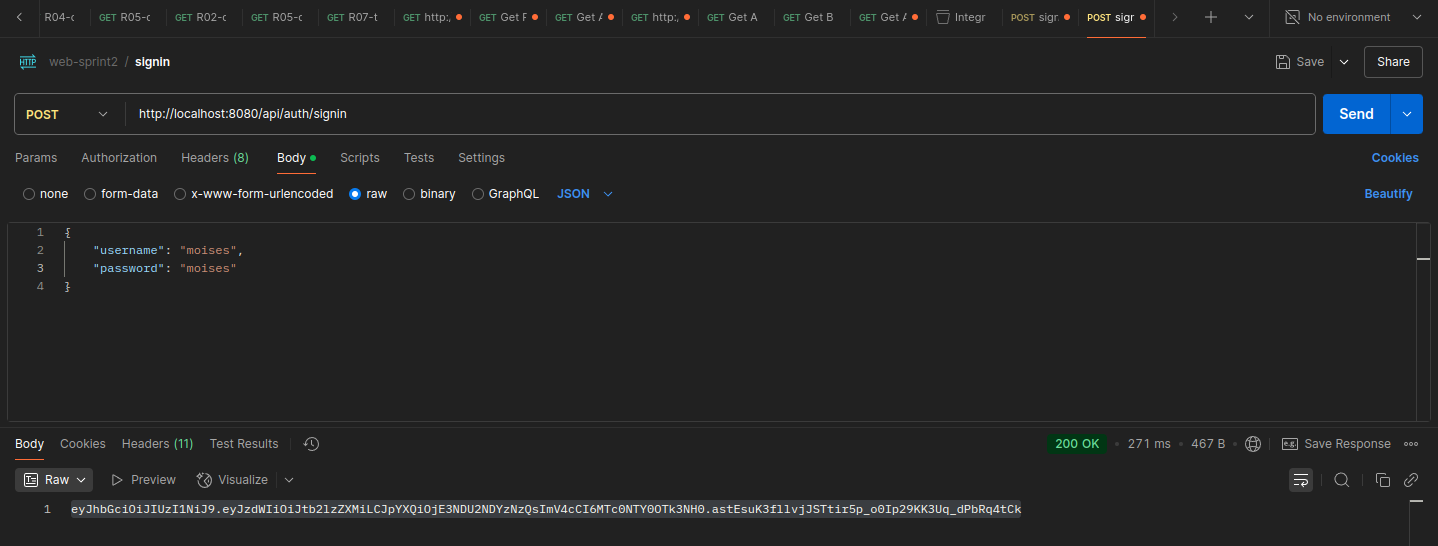 R04-c GET R05-c GET R02-c GET R05-c GET R07-t GET http:, GET Get F GET Get A GET http:, GET Get A GET Get B GET Get A Integr POST sigr. POST sigr No environment
HTTP web-sprint2 / signin Save Share
POST http://localhost:8080/api/auth/signin Send
Params Authorization Headers (8) Body Scripts Tests Settings Cookies
none form-data x-www-form-urlencoded raw binary GraphQL JSON Beautify
1 {
2 "username": "moises",
3 "password": "moises"
4 }
Body Cookies Headers (11) Test Results 200 OK 271 ms 467 B e.g. Save Response
Raw Preview Visualize
1 eyJhbGciOiJIUzI1NiJ9.eyJzdWIiOiJtb2lzZXMiLCJpYXQiOjE3NDU2NDYzNzQsImV4cCI6MTc0NTY0OTk3NH0.astEsuK3fllvjJSTtir5p_o0Ip29KK3Uq_dPbRq4tCk